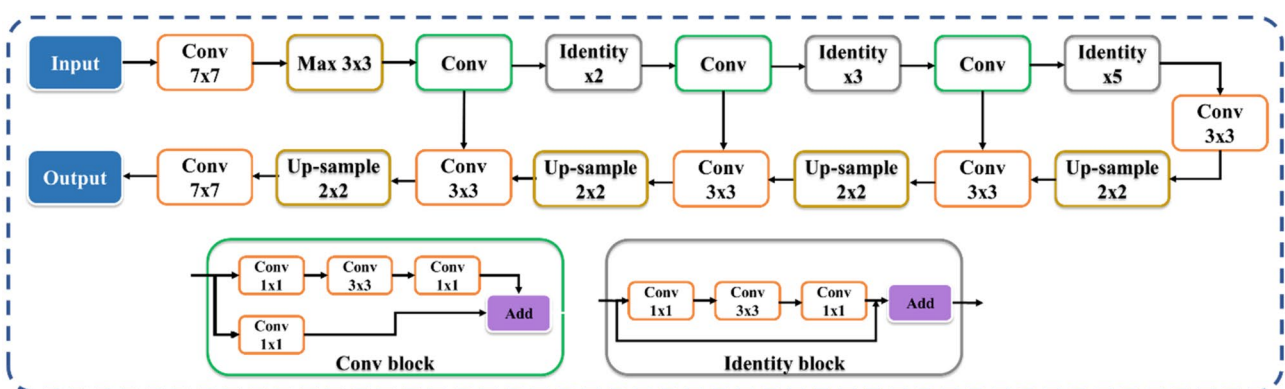 Input
Conv
7x7
Max 3x3
Conv
Identity
x2
Conv
Identity
x3
Conv
Identity
x5
Conv
3x3
Output
Conv
7x7
Up-sample
2x2
Conv
3x3
Up-sample
2x2
Conv
3x3
Up-sample
2x2
Conv
3x3
Up-sample
2x2
Conv
1x1
Conv
3x3
Conv
1x1
Add
Conv
1x1
Conv block
Conv
1x1
Conv
3x3
Conv
1x1
Add
Identity block